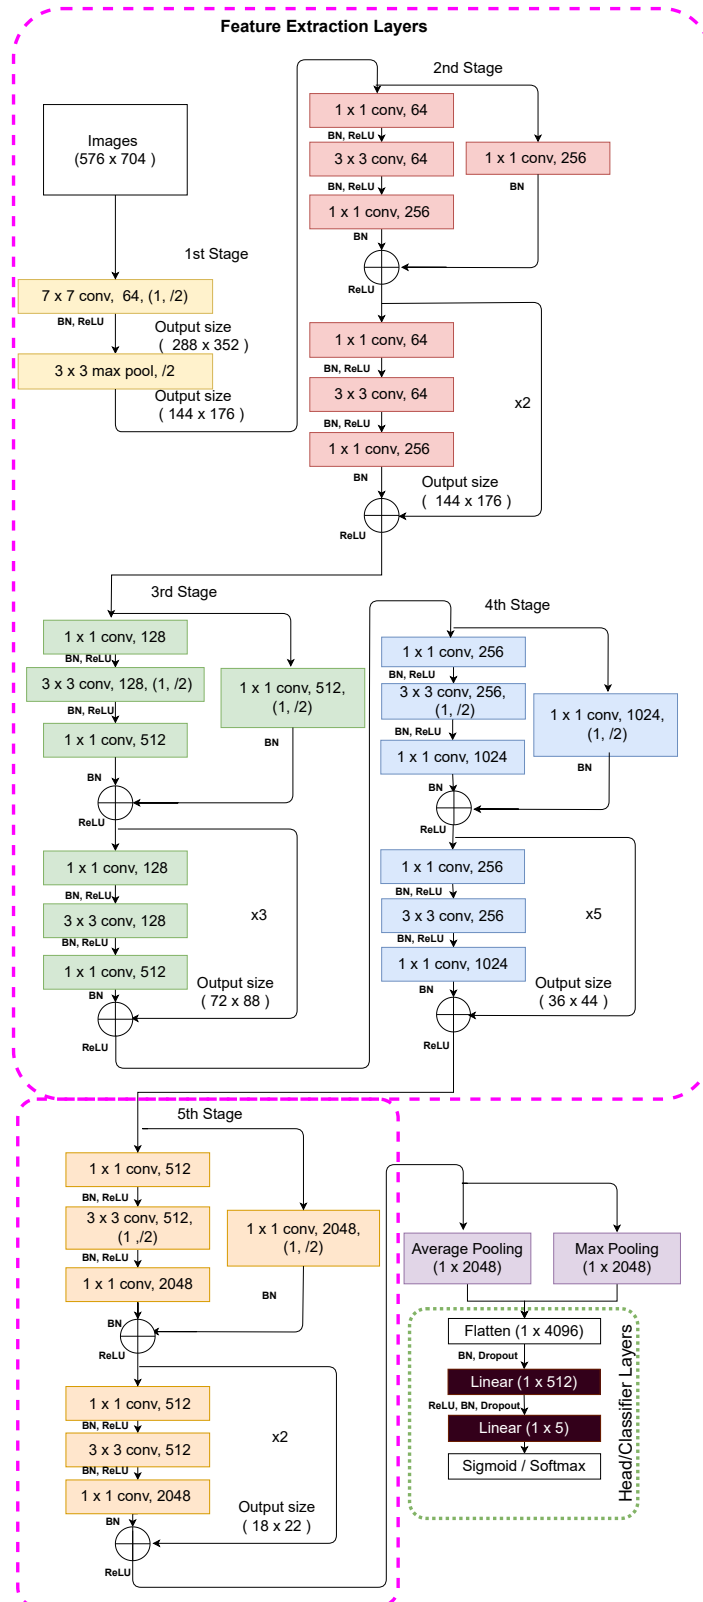 Feature Extraction Layers
2nd Stage
Images
(576 x 704 )
1 x 1 conv, 64
BN, ReLU
3 x 3 conv, 64
BN, ReLU
1 x 1 conv, 256
BN
1 x 1 conv, 256
BN
ReLU
1st Stage
7 x 7 conv, 64, (1, /2)
BN, ReLU
Output size
( 288 x 352 )
3 x 3 max pool, /2
Output size
( 144 x 176 )
1 x 1 conv, 64
BN, ReLU
3 x 3 conv, 64
BN, ReLU
1 x 1 conv, 256
BN
x2
Output size
( 144 x 176 )
ReLU
3rd Stage
1 x 1 conv, 128
BN, ReLU
3 x 3 conv, 128, (1, /2)
BN, ReLU
1 x 1 conv, 512
BN
1 x 1 conv, 512,
(1, /2)
BN
ReLU
1 x 1 conv, 128
BN, ReLU
3 x 3 conv, 128
BN, ReLU
1 x 1 conv, 512
BN
x3
Output size
( 72 x 88 )
ReLU
4th Stage
1 x 1 conv, 256
BN, ReLU
3 x 3 conv, 256,
(1, /2)
BN, ReLU
1 x 1 conv, 1024
BN
1 x 1 conv, 1024,
(1, /2)
BN
ReLU
1 x 1 conv, 256
BN, ReLU
3 x 3 conv, 256
BN, ReLU
1 x 1 conv, 1024
BN
x5
Output size
( 36 x 44 )
ReLU
5th Stage
1 x 1 conv, 512
BN, ReLU
3 x 3 conv, 512,
(1 ,/2)
BN, ReLU
1 x 1 conv, 2048
BN
1 x 1 conv, 2048,
(1, /2)
BN
ReLU
1 x 1 conv, 512
BN, ReLU
3 x 3 conv, 512
BN, ReLU
1 x 1 conv, 2048
BN
x2
Output size
( 18 x 22 )
ReLU
Average Pooling
(1 x 2048)
Max Pooling
(1 x 2048)
Flatten (1 x 4096)
BN, Dropout
Linear (1 x 512)
ReLU, BN, Dropout
Linear (1 x 5)
Sigmoid / Softmax
Head/Classifier Layers